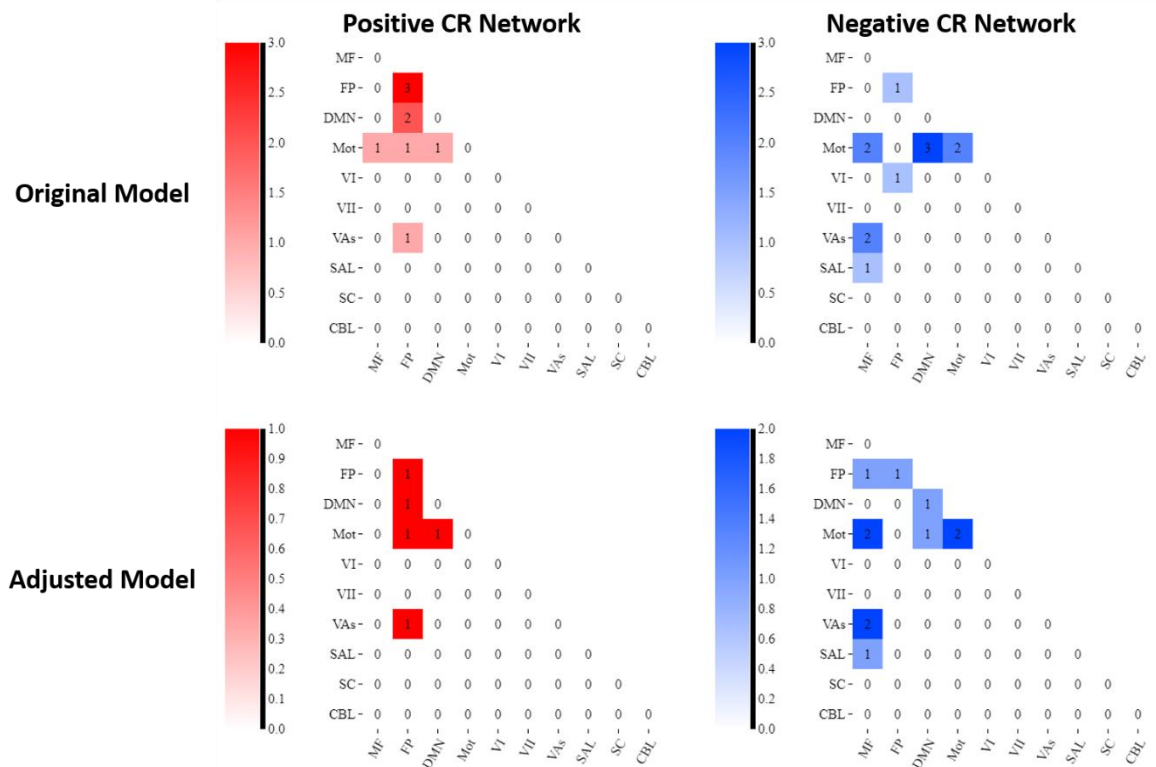 Positive CR Network
Negative CR Network
Original Model
3.0
2.5
2.0
1.5
1.0
0.5
0.0
MF 0
FP 0 3
DMN 0 2 0
Mot 1 1 1 0
VI 0 0 0 0 0
VII 0 0 0 0 0 0
VAs 0 1 0 0 0 0 0
SAL 0 0 0 0 0 0 0 0
SC 0 0 0 0 0 0 0 0 0
CBL 0 0 0 0 0 0 0 0 0 0
MF FP DMN Mot VI VII VAs SAL SC CBL
3.0
2.5
2.0
1.5
1.0
0.5
0.0
MF 0
FP 0 1
DMN 0 0 0
Mot 2 0 3 2
VI 0 1 0 0 0
VII 0 0 0 0 0 0
VAs 2 0 0 0 0 0 0
SAL 1 0 0 0 0 0 0 0
SC 0 0 0 0 0 0 0 0 0
CBL 0 0 0 0 0 0 0 0 0 0
MF FP DMN Mot VI VII VAs SAL SC CBL
Adjusted Model
1.0
0.9
0.8
0.7
0.6
0.5
0.4
0.3
0.2
0.1
0.0
MF 0
FP 0 1
DMN 0 1 0
Mot 0 1 1 0
VI 0 0 0 0 0
VII 0 0 0 0 0 0
VAs 0 1 0 0 0 0 0
SAL 0 0 0 0 0 0 0 0
SC 0 0 0 0 0 0 0 0 0
CBL 0 0 0 0 0 0 0 0 0 0
MF FP DMN Mot VI VII VAs SAL SC CBL
2.0
1.8
1.6
1.4
1.2
1.0
0.8
0.6
0.4
0.2
0.0
MF 0
FP 1 1
DMN 0 0 1
Mot 2 0 1 2
VI 0 0 0 0 0
VII 0 0 0 0 0 0
VAs 2 0 0 0 0 0 0
SAL 1 0 0 0 0 0 0 0
SC 0 0 0 0 0 0 0 0 0
CBL 0 0 0 0 0 0 0 0 0 0
MF FP DMN Mot VI VII VAs SAL SC CBL